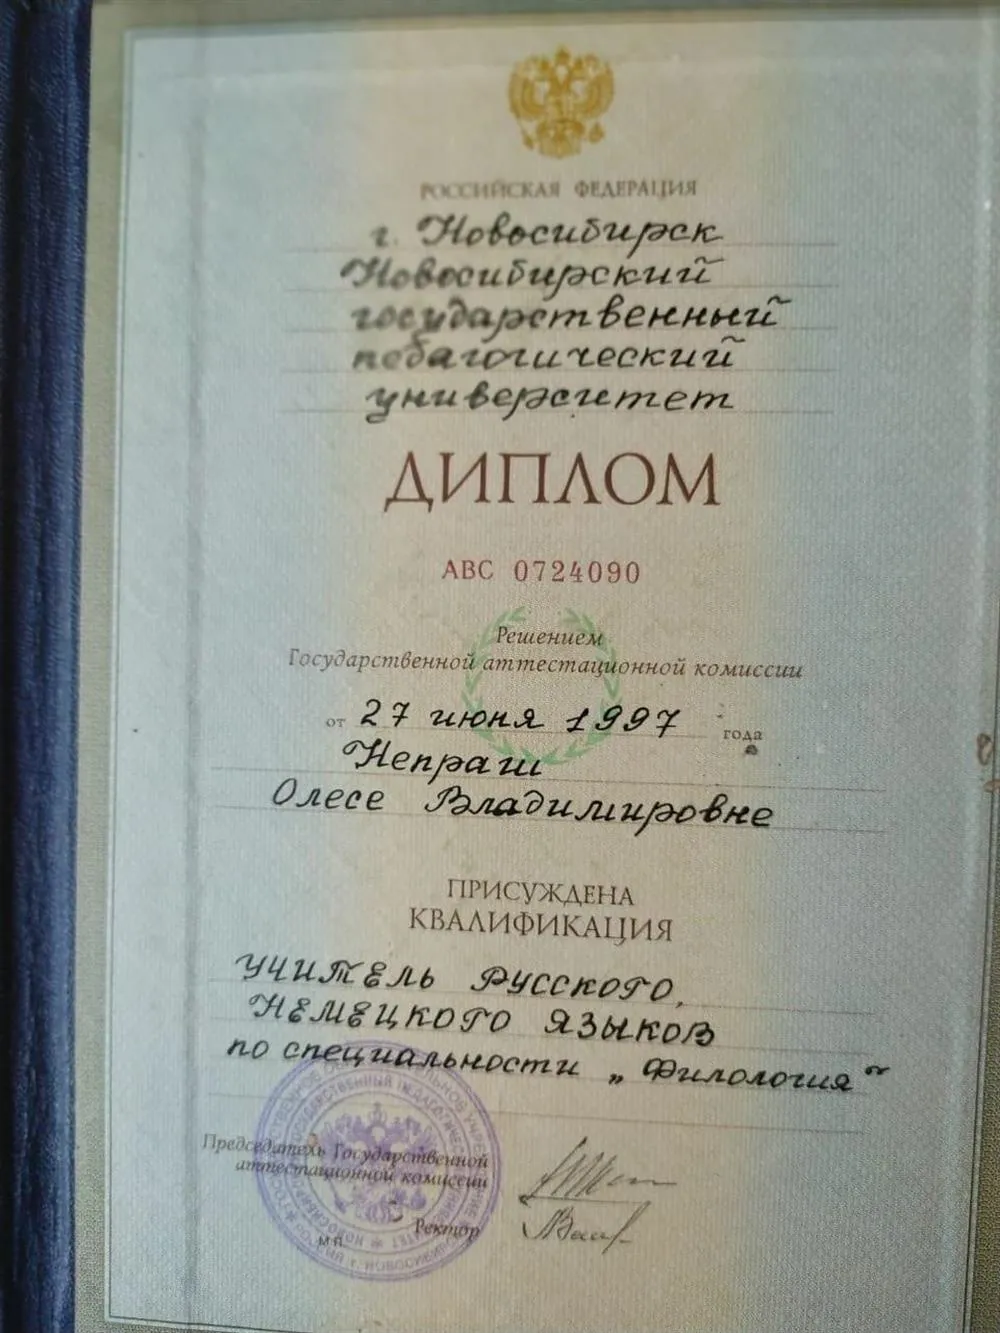 РОССИЙСКАЯ ФЕДЕРАЦИЯ
г. Новосибирск
Новосибирский
государственный
педагогический
университет
ДИПЛОМ
АВС 0724090
Решением
Государственной аттестационной комиссии
от 27 июня 1997 года
Непраш
Олесе Владимировне
ПРИСУЖДЕНА
КВАЛИФИКАЦИЯ
УЧИТЕЛЬ РУССКОГО,
НЕМЕЦКОГО ЯЗЫКОВ
по специальности „Филология"
Председатель Государственной
аттестационной комиссии
Ректор
М.П.